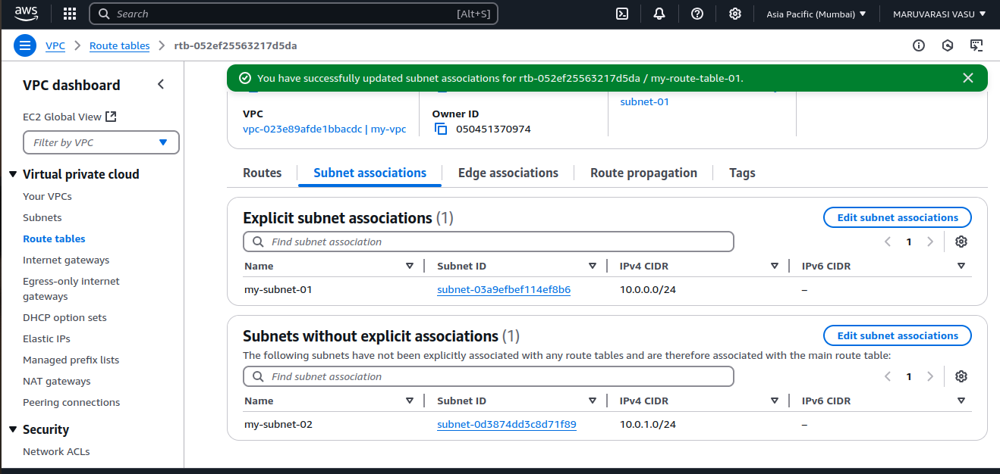 aws
Search [Alt+S] Asia Pacific (Mumbai) MARUVARASI VASU
VPC Route tables rtb-052ef25563217d5da
VPC dashboard
EC2 Global View
Filter by VPC
Virtual private cloud
Your VPCs
Subnets
Route tables
Internet gateways
Egress-only internet
gateways
DHCP option sets
Elastic IPs
Managed prefix lists
NAT gateways
Peering connections
Security
Network ACLs
You have successfully updated subnet associations for rtb-052ef25563217d5da / my-route-table-01.
VPC
vpc-023e89afde1bbacdc | my-vpc
Owner ID
050451370974
subnet-01
Routes Subnet associations Edge associations Route propagation Tags
Explicit subnet associations (1) Edit subnet associations
Find subnet association 1
Name Subnet ID IPv4 CIDR IPv6 CIDR
my-subnet-01 subnet-03a9efbef114ef8b6 10.0.0.0/24 –
Subnets without explicit associations (1) Edit subnet associations
The following subnets have not been explicitly associated with any route tables and are therefore associated with the main route table:
Find subnet association 1
Name Subnet ID IPv4 CIDR IPv6 CIDR
my-subnet-02 subnet-0d3874dd3c8d71f89 10.0.1.0/24 –